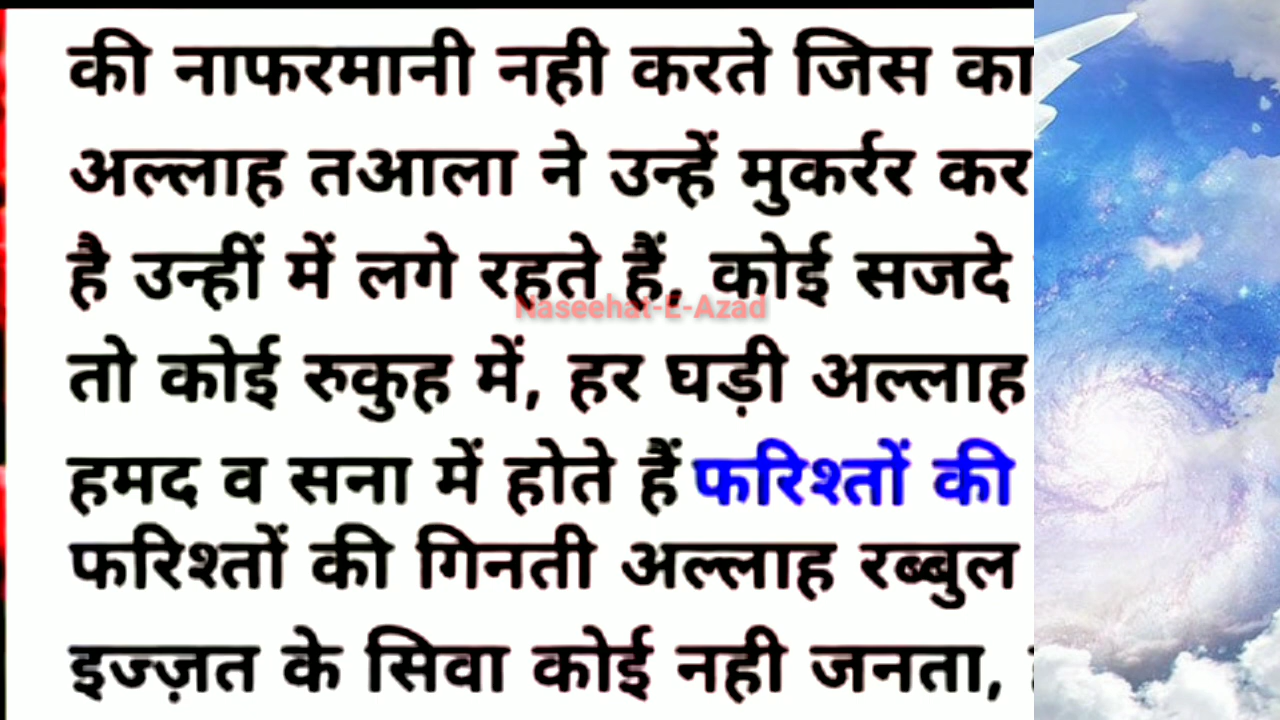 की नाफरमानी नही करते जिस का
अल्लाह तआला ने उन्हें मुकर्रर कर
है उन्हीं में लगे रहते हैं, कोई सजदे
Naseehat-E-Azad
तो कोई रुकुह में, हर घड़ी अल्लाह
हमद व सना में होते हैं फरिश्तों की
फरिश्तों की गिनती अल्लाह रब्बुल
इज्ज़त के सिवा कोई नही जनता,